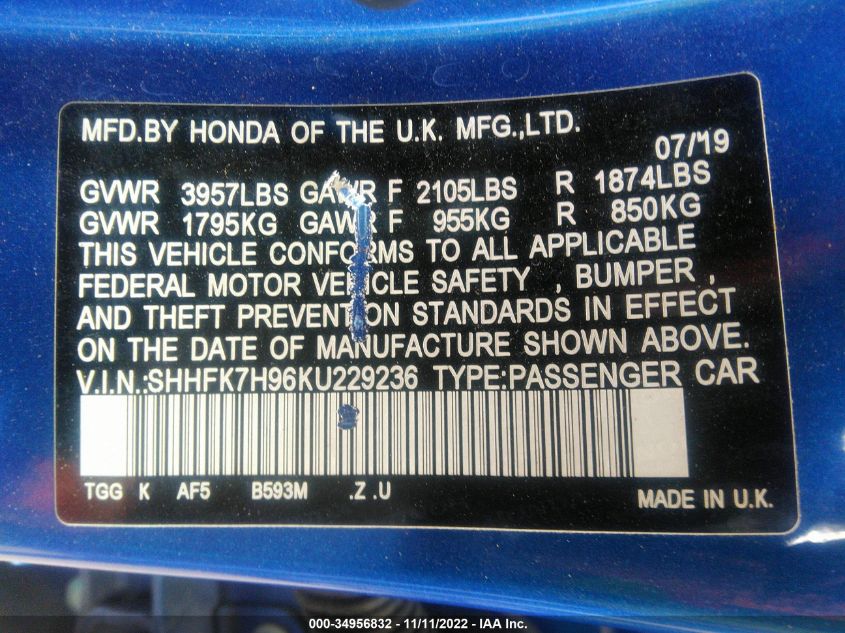 MFD.BY HONDA OF THE U.K. MFG.,LTD.
07/19
GVWR 3957LBS GAWR F 2105LBS R 1874LBS
GVWR 1795KG GAWR F 955KG R 850KG
THIS VEHICLE CONFORMS TO ALL APPLICABLE
FEDERAL MOTOR VEHICLE SAFETY , BUMPER ,
AND THEFT PREVENTION STANDARDS IN EFFECT
ON THE DATE OF MANUFACTURE SHOWN ABOVE.
V.I.N.:SHHFK7H96KU229236 TYPE:PASSENGER CAR
TGG K AF5 B593M .Z .U
MADE IN U.K.
000-34956832 - 11/11/2022 - IAA Inc.